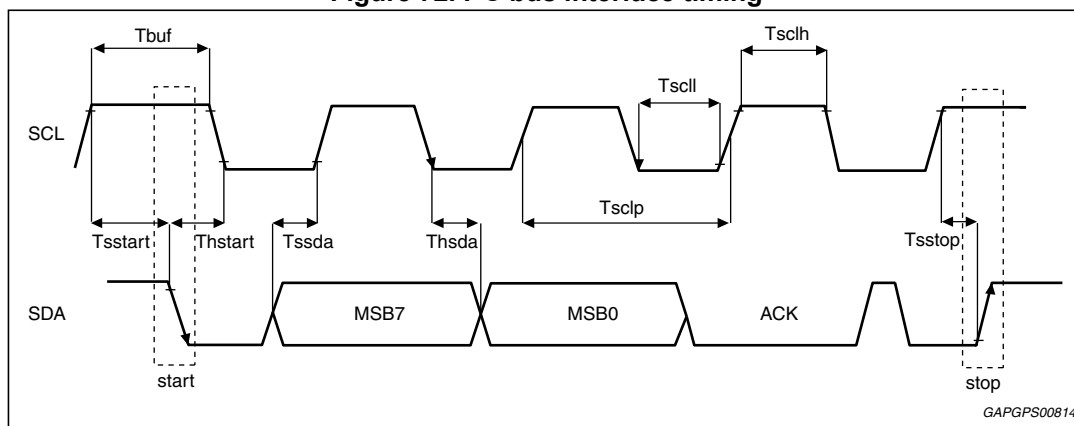 Tbuf
Tsclh
Tscll
SCL
Tsclp
Tsstart
Thstart
Tssda
Thsda
Tsstop
SDA
MSB7
MSB0
ACK
start
stop
GAPGPS00814